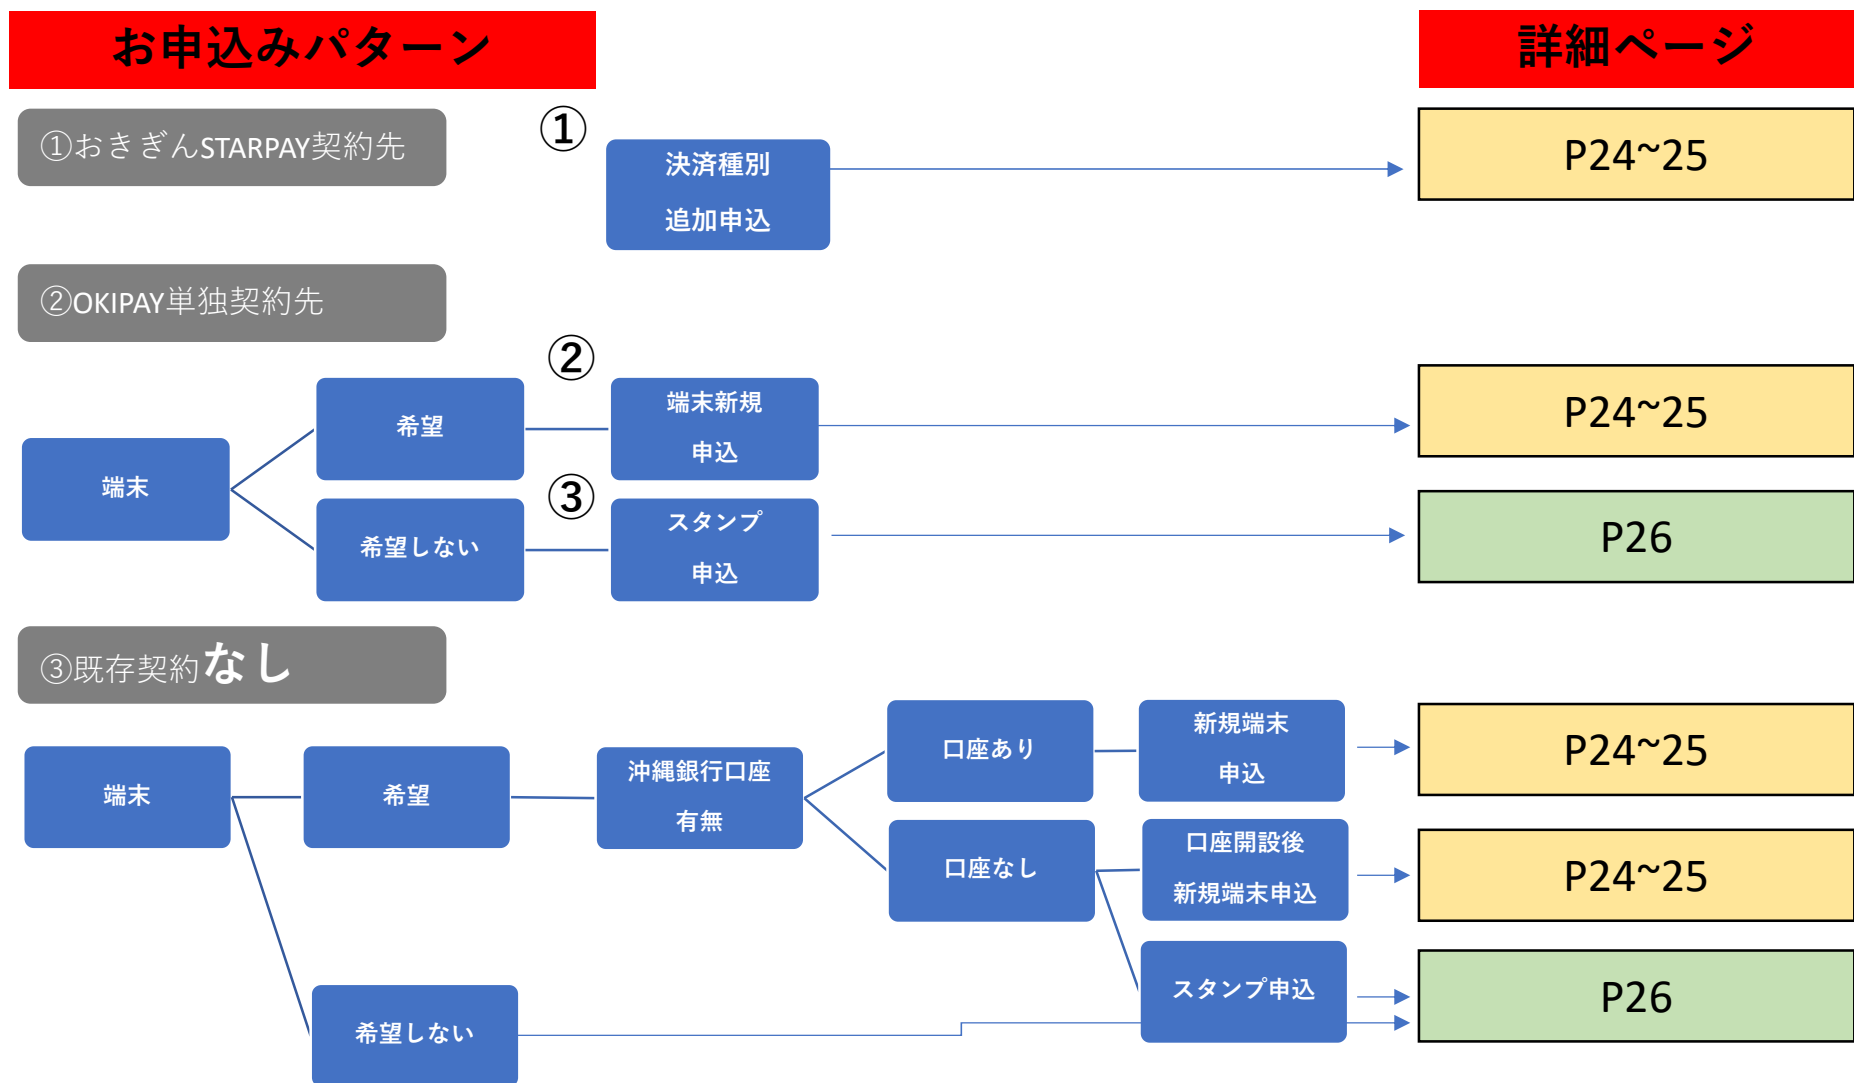 お申込みパターン
詳細ページ
①おきぎんSTARPAY契約先
①
決済種別
追加申込
P24~25
②OKIPAY単独契約先
②
端末
希望
端末新規
申込
P24~25
③
希望しない
スタンプ
申込
P26
③既存契約なし
端末
希望
沖縄銀行口座
有無
口座あり
新規端末
申込
P24~25
口座なし
口座開設後
新規端末申込
P24~25
スタンプ申込
P26
希望しない